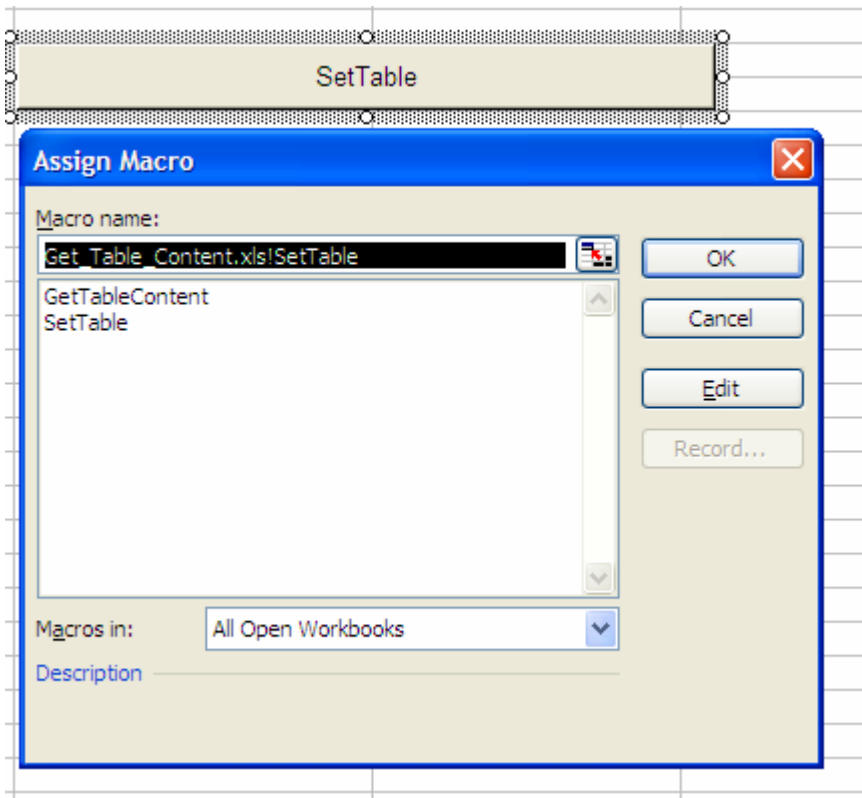 SetTable
Assign Macro
Macro name:
Get_Table_Content.xls!SetTable
OK
GetTableContent
SetTable
Cancel
Edit
Record...
Macros in: All Open Workbooks
Description